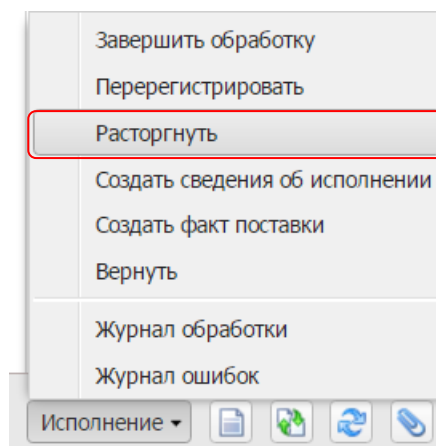 Завершить обработку
Перерегистрировать
Расторгнуть
Создать сведения об исполнении
Создать факт поставки
Вернуть
Журнал обработки
Журнал ошибок
Исполнение